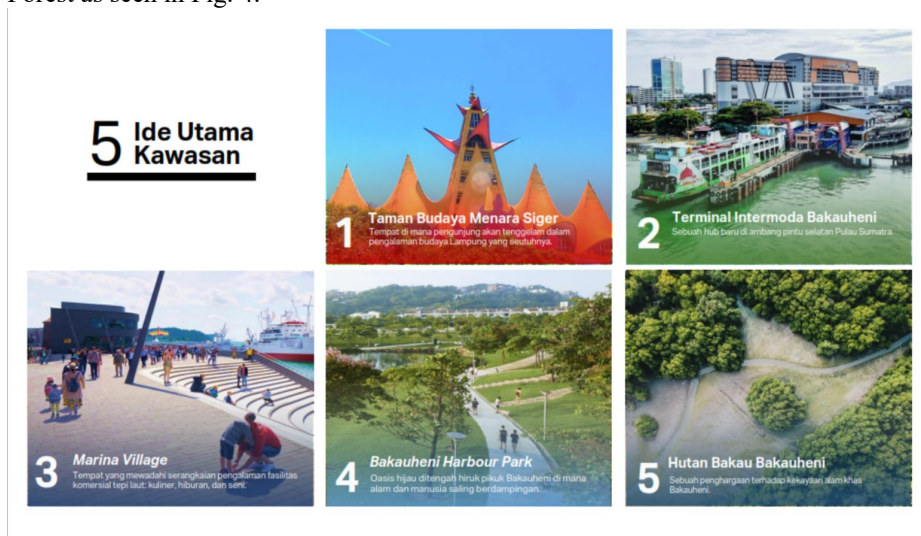 Forest as seen in Fig. 4.
5 Ide Utama
Kawasan
1 Taman Budaya Menara Siger
Tempat di mana pengunjung akan tenggelam dalam
pengalaman budaya Lampung yang seutuhnya.
2 Terminal Intermoda Bakauheni
Sebuah hub baru di ambang pintu selatan Pulau Sumatra.
3 Marina Village
Tempat yang mewadahi serangkaian pengalaman fasilitas
komersial tepi laut: kuliner, hiburan, dan seni.
4 Bakauheni Harbour Park
Oasis hijau ditengah hiruk pikuk Bakauheni di mana
alam dan manusia saling berdampingan.
5 Hutan Bakau Bakauheni
Sebuah penghargaan terhadap kekayaan alam khas
Bakauheni.